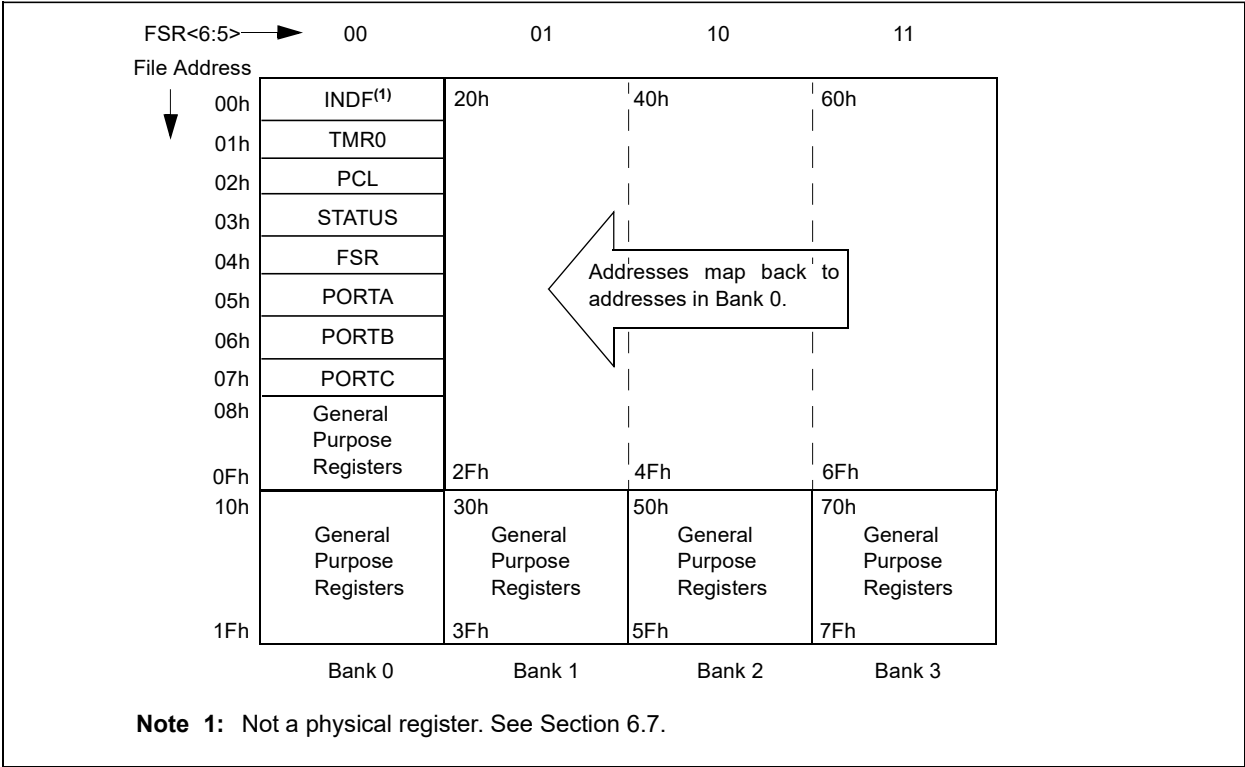 FSR<6:5> 00 01 10 11
File Address
00h INDF(1) 20h 40h 60h
01h TMR0
02h PCL
03h STATUS
04h FSR
05h PORTA
06h PORTB
07h PORTC
Addresses map back to
addresses in Bank 0.
08h General
Purpose
Registers
0Fh 2Fh 4Fh 6Fh
10h 30h 50h 70h
General General General General
Purpose Purpose Purpose Purpose
Registers Registers Registers Registers
1Fh 3Fh 5Fh 7Fh
Bank 0 Bank 1 Bank 2 Bank 3
Note 1: Not a physical register. See Section 6.7.